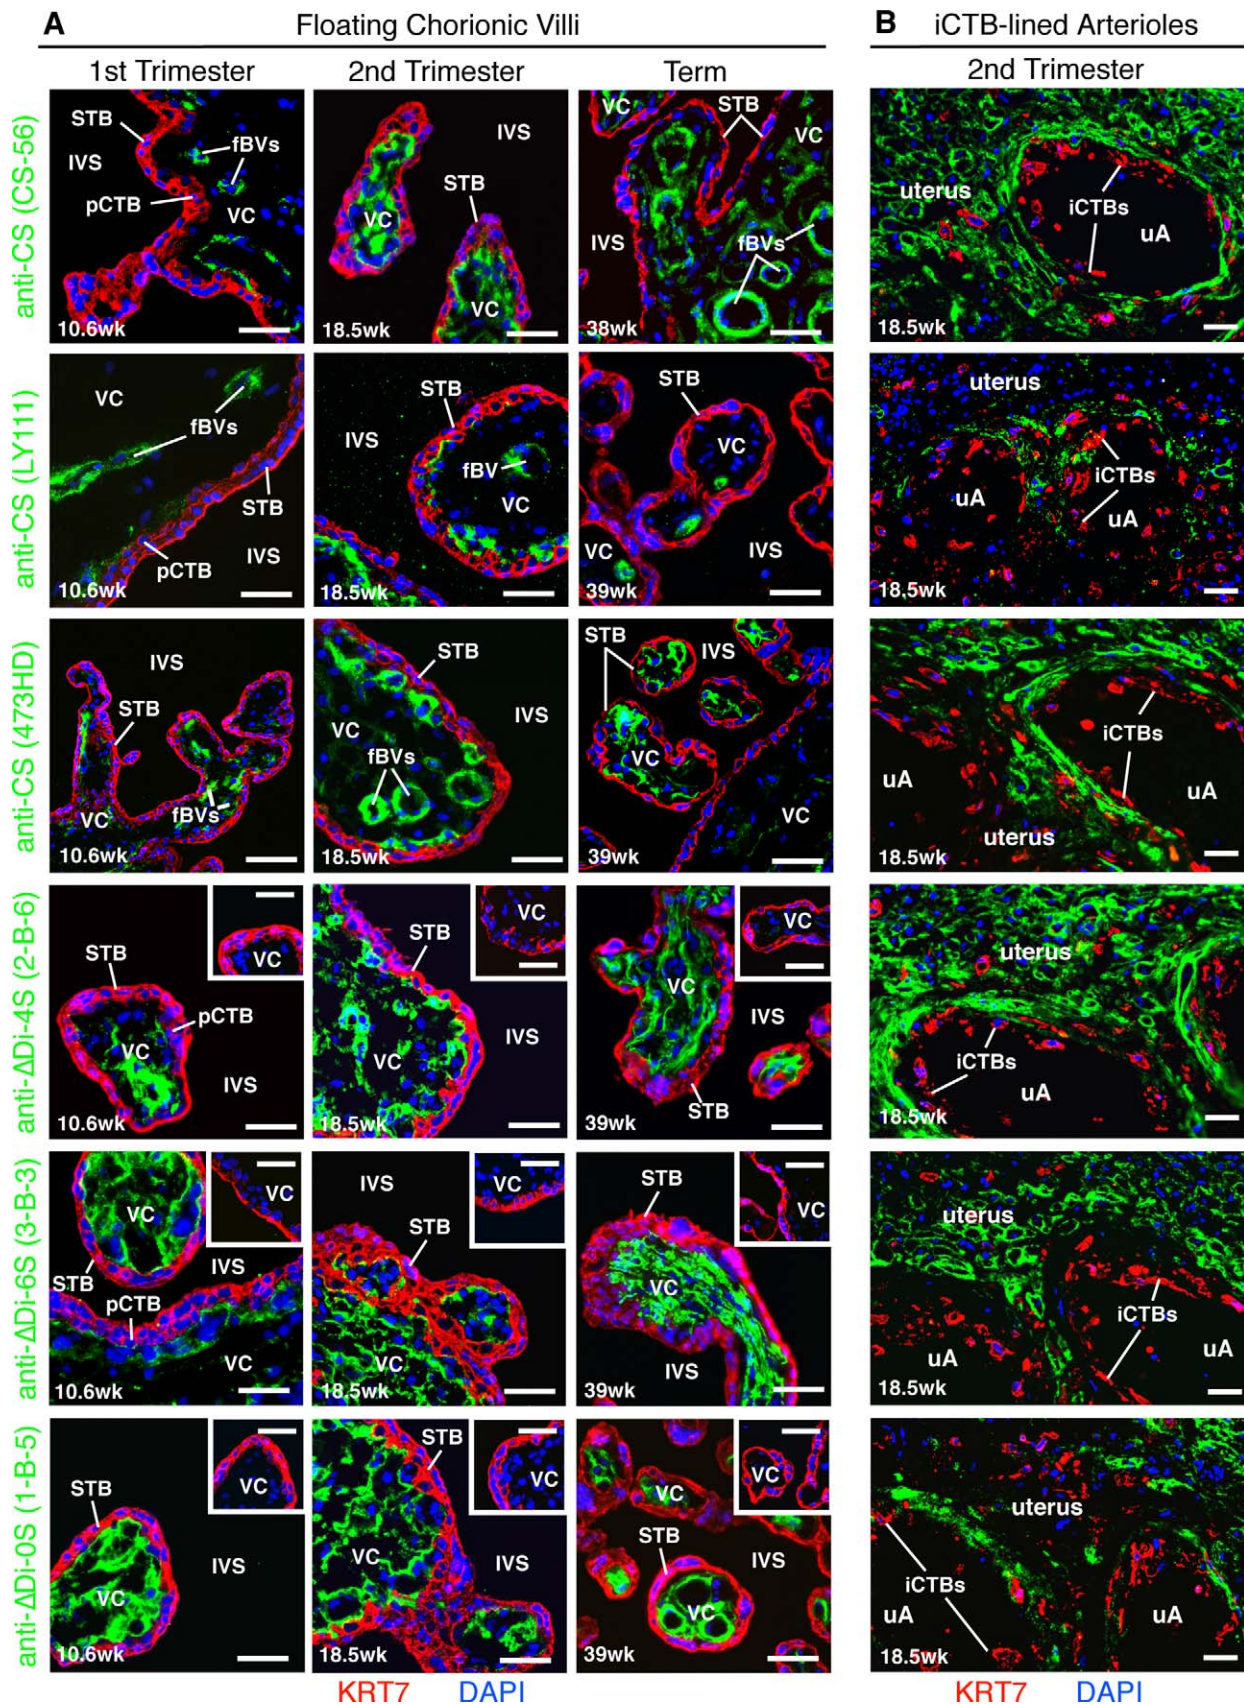 A Floating Chorionic Villi B iCTB-lined Arterioles
1st Trimester 2nd Trimester Term 2nd Trimester
anti-CS (CS-56)
STB
IVS
fBVs
pCTB
VC
10.6wk
IVS
VC
STB
VC
18.5wk
VC
STB
VC
IVS
fBVs
38wk
uterus
iCTBs
uA
18.5wk
anti-CS (LY111)
VC
fBVs
STB
pCTB
IVS
10.6wk
STB
IVS
fBV
VC
18.5wk
STB
VC
VC
IVS
39wk
uterus
iCTBs
uA
uA
18.5wk
anti-CS (473HD)
IVS
STB
fBVs
VC
10.6wk
STB
VC
IVS
fBVs
18.5wk
STB
IVS
VC
VC
39wk
iCTBs
uA
uA
uterus
18.5wk
anti-ΔDi-4S (2-B-6)
VC
STB
pCTB
VC
IVS
10.6wk
VC
STB
VC
IVS
18.5wk
VC
VC
IVS
STB
39wk
uterus
iCTBs
uA
18.5wk
anti-ΔDi-6S (3-B-3)
VC
VC
STB
IVS
pCTB
VC
10.6wk
VC
IVS
STB
VC
18.5wk
STB
VC
VC
IVS
39wk
uterus
iCTBs
uA
uA
18.5wk
anti-ΔDi-0S (1-B-5)
VC
STB
IVS
VC
10.6wk
STB
VC
VC
IVS
VC
18.5wk
VC
VC
STB
IVS
VC
39wk
uterus
iCTBs
uA
uA
18.5wk
KRT7 DAPI KRT7 DAPI